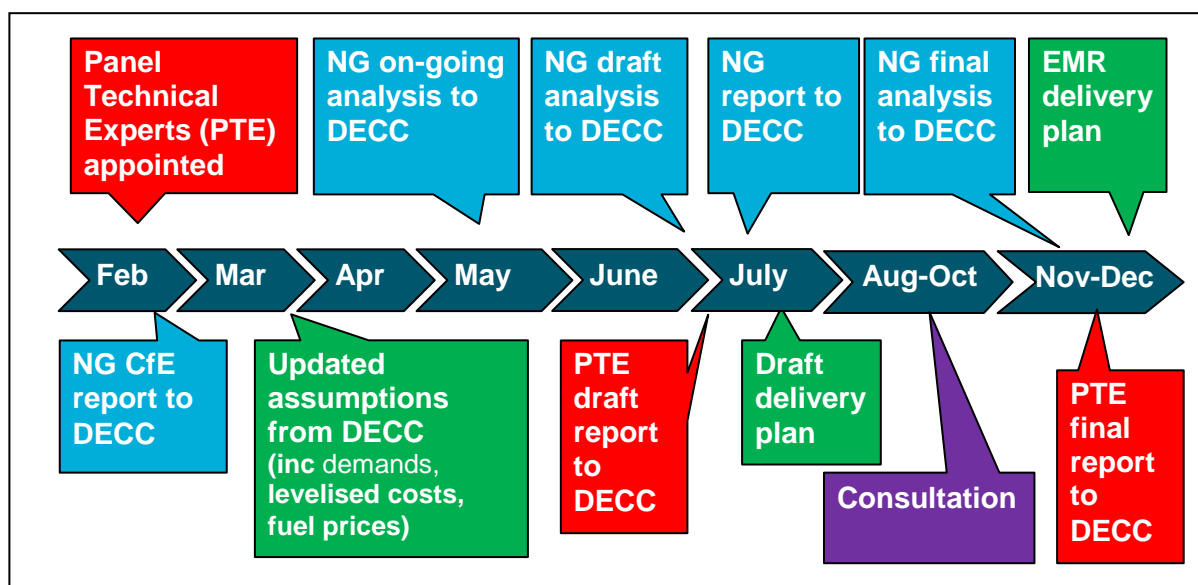 Panel
Technical
Experts (PTE)
appointed
NG on-going
analysis to
DECC
NG draft
analysis
to DECC
NG
report to
DECC
NG final
analysis
to DECC
EMR
delivery
plan
Feb
Mar
Apr
May
June
July
Aug-Oct
Nov-Dec
NG CfE
report to
DECC
Updated
assumptions
from DECC
(inc demands,
levelised costs,
fuel prices)
PTE
draft
report
to
DECC
Draft
delivery
plan
Consultation
PTE
final
report
to
DECC